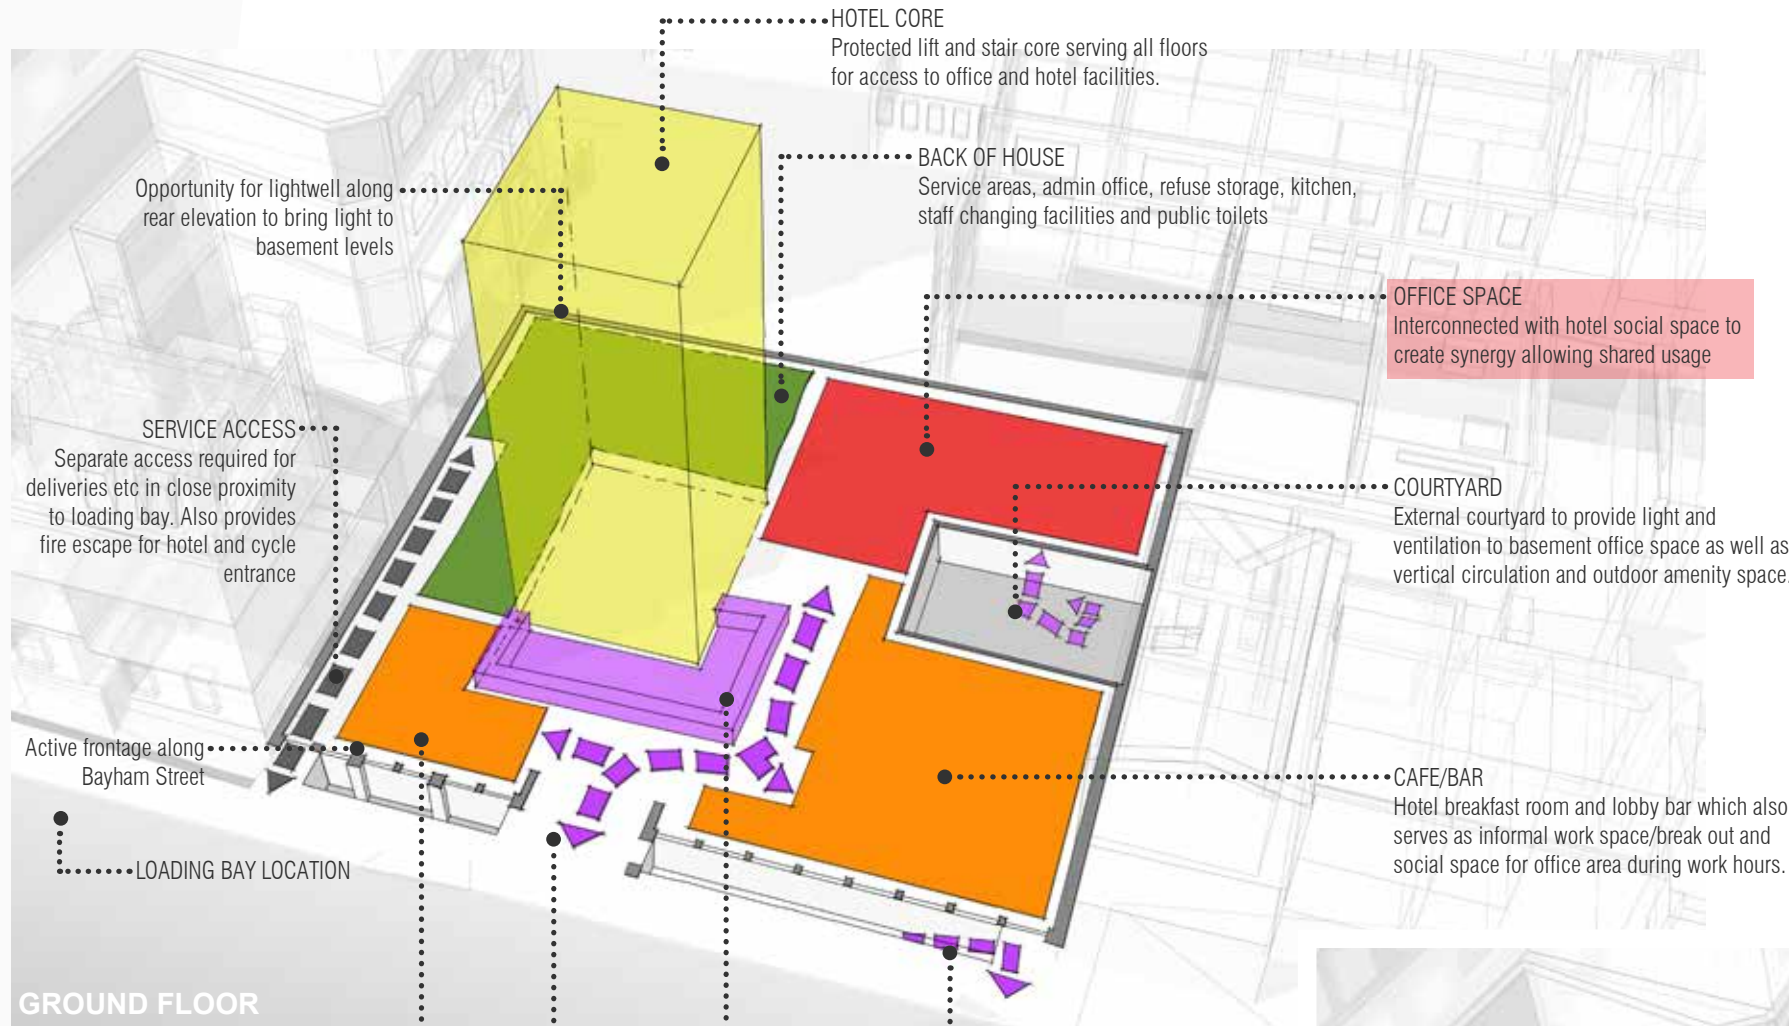 HOTEL CORE
Protected lift and stair core serving all floors
for access to office and hotel facilities.
BACK OF HOUSE
Service areas, admin office, refuse storage, kitchen,
staff changing facilities and public toilets
Opportunity for lightwell along
rear elevation to bring light to
basement levels
OFFICE SPACE
Interconnected with hotel social space to
create synergy allowing shared usage
SERVICE ACCESS
Separate access required for
deliveries etc in close proximity
to loading bay. Also provides
fire escape for hotel and cycle
entrance
COURTYARD
External courtyard to provide light and
ventilation to basement office space as well as
vertical circulation and outdoor amenity space.
Active frontage along
Bayham Street
CAFE/BAR
Hotel breakfast room and lobby bar which also
serves as informal work space/break out and
social space for office area during work hours.
LOADING BAY LOCATION
GROUND FLOOR